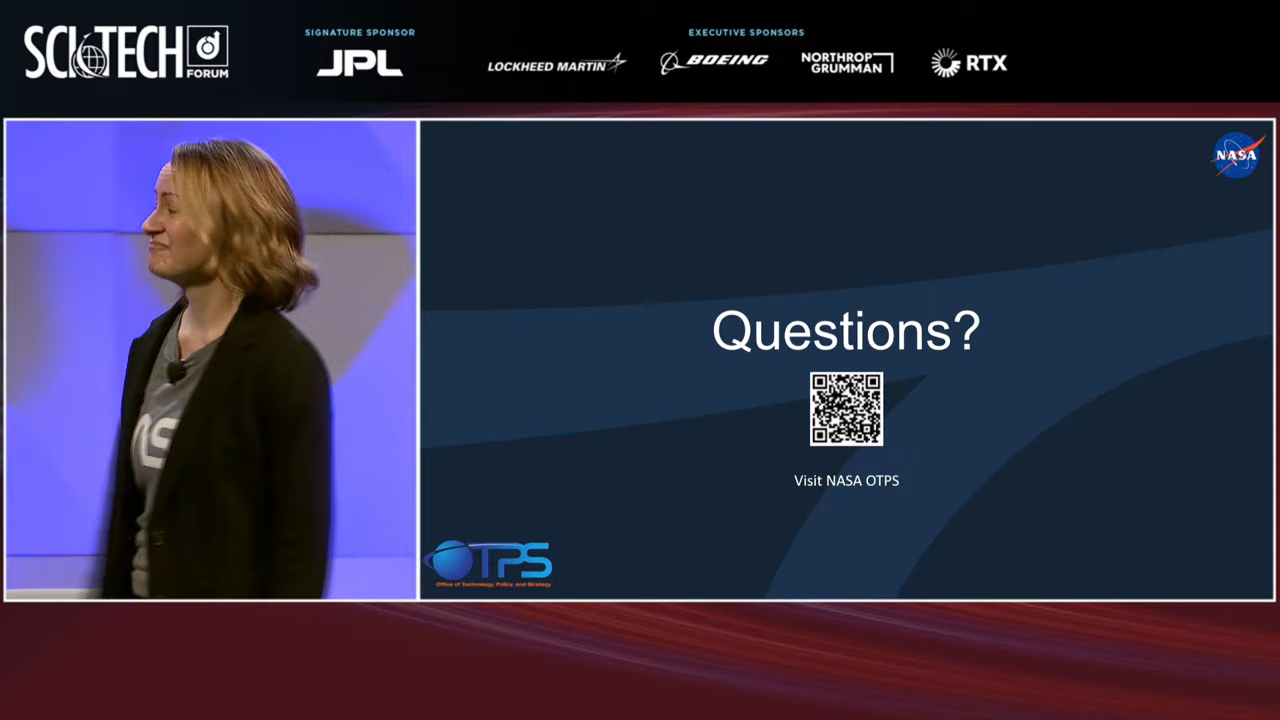 SCITECH
FORUM
SIGNATURE SPONSOR
JPL
EXECUTIVE SPONSORS
LOCKHEED MARTIN
BOEING
NORTHROP
GRUMMAN
RTX
NASA
Questions?
Visit NASA OTPS
OTPS
Office of Technology, Policy, and Strategy